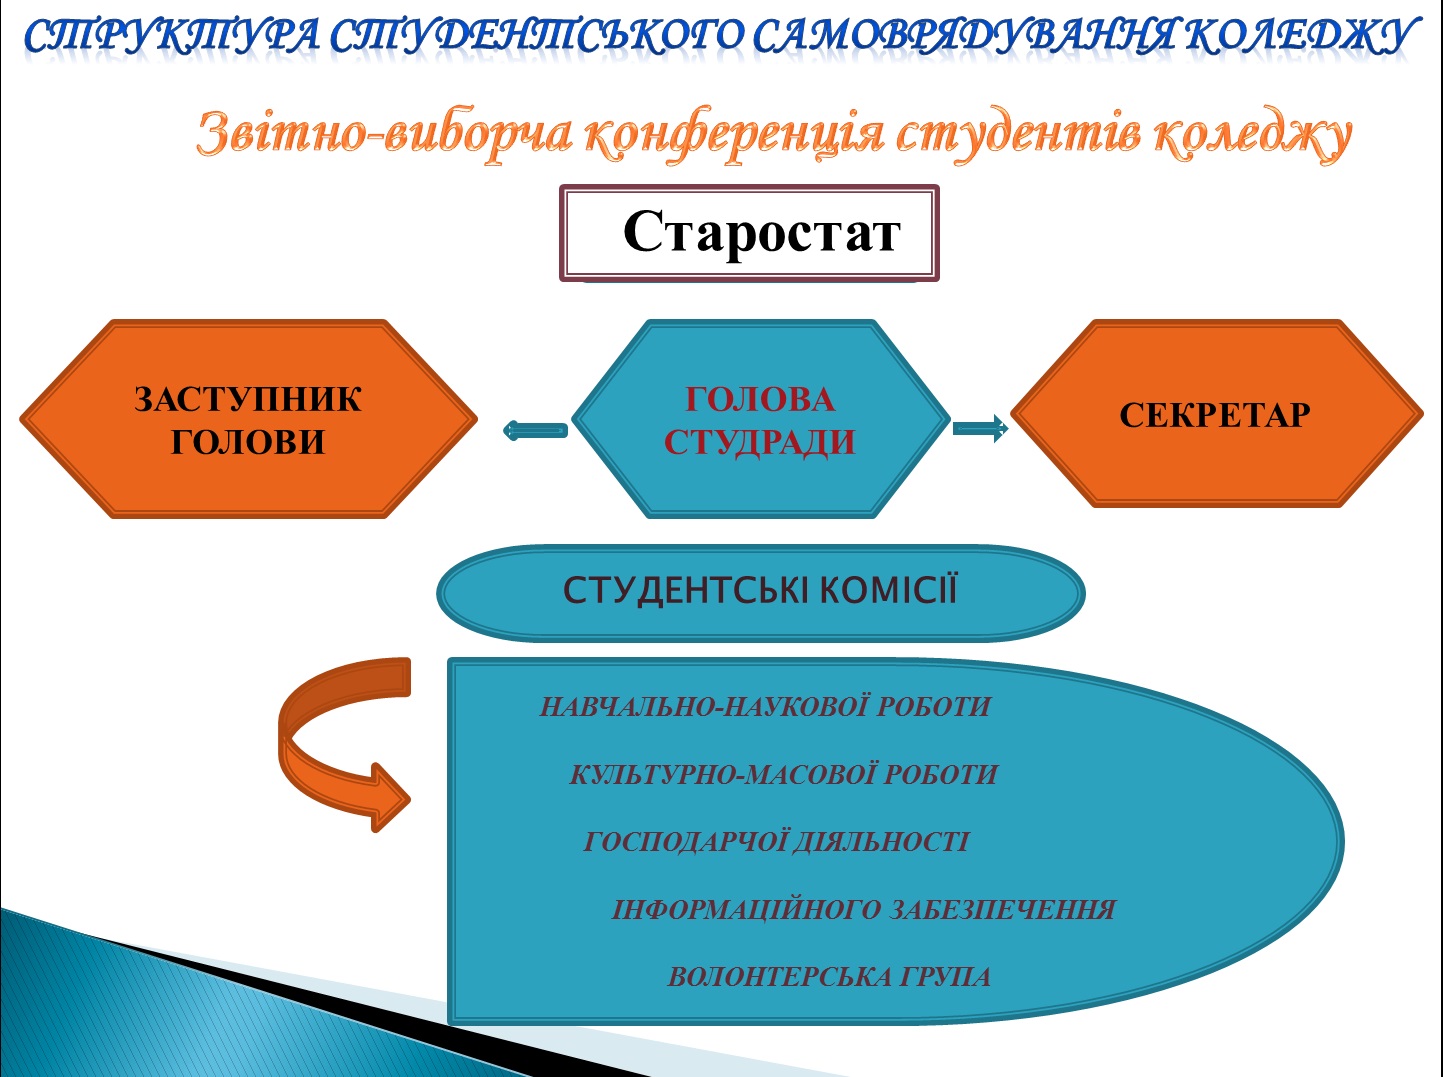 СТРУКТУРА СТУДЕНТСЬКОГО САМОВРЯДУВАННЯ КОЛЕДЖУ
Звітно-виборча конференція студентів коледжу
Старостат
ЗАСТУПНИК
ГОЛОВИ
ГОЛОВА
СТУДРАДИ
СЕКРЕТАР
СТУДЕНТСЬКІ КОМІСІЇ
НАВЧАЛЬНО-НАУКОВОЇ РОБОТИ
КУЛЬТУРНО-МАСОВОЇ РОБОТИ
ГОСПОДАРЧОЇ ДІЯЛЬНОСТІ
ІНФОРМАЦІЙНОГО ЗАБЕЗПЕЧЕННЯ
ВОЛОНТЕРСЬКА ГРУПА